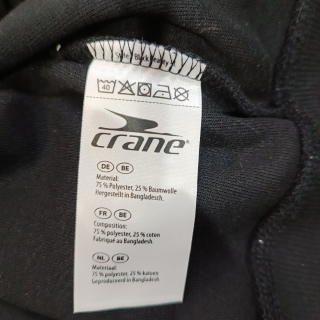 40
crane®
DE BE
Material:
75 % Polyester, 25 % Baumwolle
Hergestellt in Bangladesch.
FR BE
Composition:
75 % polyester, 25 % coton
Fabriqué au Bangladesh.
NL BE
Materiaal:
75 % polyester, 25 % katoen
Geproduceerd in Bangladesh.